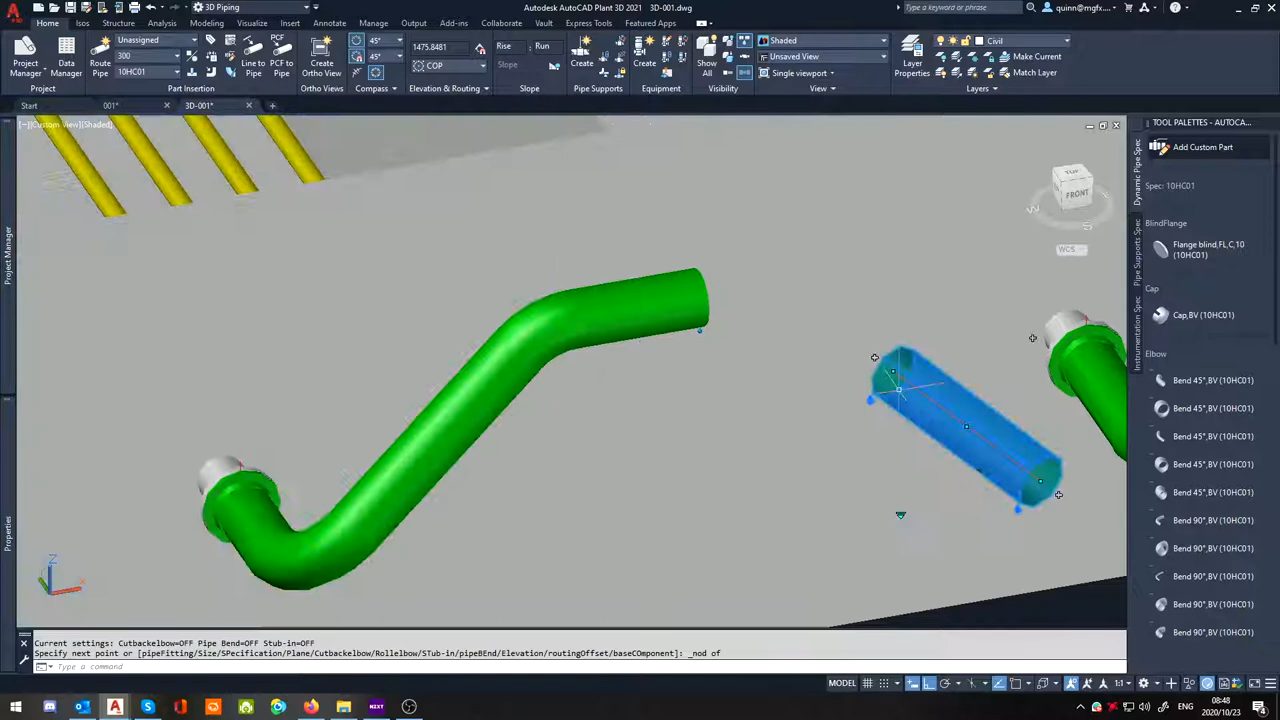 3D Piping
Autodesk AutoCAD Plant 3D 2021   3D-001.dwg
Type a keyword or phrase
quinn@mgfx...
Home
Isos
Structure
Analysis
Modeling
Visualize
Insert
Annotate
Manage
Output
Add-ins
Collaborate
Vault
Express Tools
Featured Apps
Project
Manager
Data
Manager
Route
Pipe
Unassigned
300
10HC01
Line to
Pipe
PCF to
Pipe
Create
Ortho View
45°
45°
1475.8481
COP
Rise
Run
Slope
Create
Create
Show
All
Shaded
Unsaved View
Single viewport
Layer
Properties
Civil
Make Current
Match Layer
Project
Part Insertion
Ortho Views
Compass
Elevation & Routing
Slope
Pipe Supports
Equipment
Visibility
View
Layers
Start
001*
3D-001*
[−][Custom View][Shaded]
TOP
FRONT
W
S
WCS
TOOL PALETTES - AUTOCA...
Add Custom Part
Spec: 10HC01
BlindFlange
Flange blind,FL,C,10
(10HC01)
Cap
Cap,BV (10HC01)
Elbow
Bend 45°,BV (10HC01)
Bend 45°,BV (10HC01)
Bend 45°,BV (10HC01)
Bend 45°,BV (10HC01)
Bend 45°,BV (10HC01)
Bend 90°,BV (10HC01)
Bend 90°,BV (10HC01)
Bend 90°,BV (10HC01)
Bend 90°,BV (10HC01)
Bend 90°,BV (10HC01)
Dynamic Pipe Spec
Pipe Supports Spec
Instrumentation Spec
Project Manager
Properties
Z
X
Current settings: Cutbackelbow=OFF Pipe Bend=OFF Stub-in=OFF
Specify next point or [pipeFitting/Size/SPecification/Plane/Cutbackelbow/Rollelbow/STub-in/pipeBEnd/Elevation/routingOffset/baseCOmponent]: _nod of
Type a command
MODEL
1:1
NXT
ENG
08:48
2020/10/23